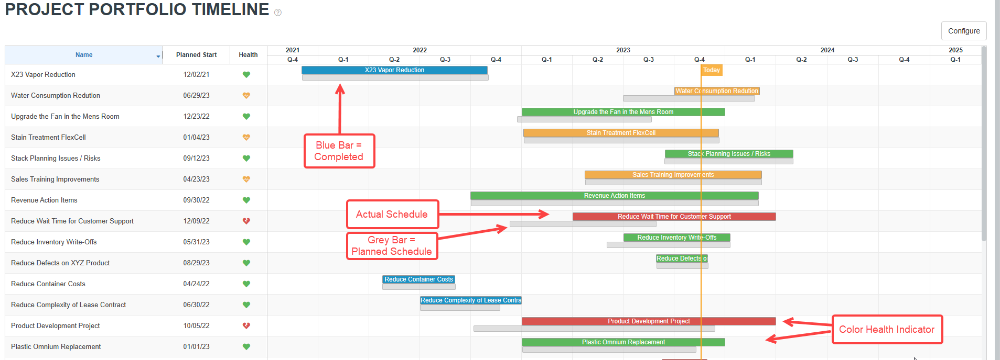 PROJECT PORTFOLIO TIMELINE ?
Configure
Name Planned Start Health 2021 2022 2023 2024 2025
Q-4 Q-1 Q-2 Q-3 Q-4 Q-1 Q-2 Q-3 Q-4 Q-1 Q-2 Q-3 Q-4 Q-1
X23 Vapor Reduction 12/02/21 X23 Vapor Reduction Today
Water Consumption Redution 06/29/23 Water Consumption Redution
Upgrade the Fan in the Mens Room 12/23/22 Upgrade the Fan in the Mens Room
Stain Treatment FlexCell 01/04/23 Stain Treatment FlexCell
Blue Bar =
Completed
Stack Planning Issues / Risks 09/12/23 Stack Planning Issues / Risks
Sales Training Improvements 04/23/23 Sales Training Improvements
Revenue Action Items 09/30/22 Revenue Action Items
Actual Schedule
Reduce Wait Time for Customer Support 12/09/22 Reduce Wait Time for Customer Support
Grey Bar =
Planned Schedule
Reduce Inventory Write-Offs 05/31/23 Reduce Inventory Write-Offs
Reduce Defects on XYZ Product 08/29/23 Reduce Defects o
Reduce Container Costs 04/24/22 Reduce Container Costs
Reduce Complexity of Lease Contract 06/30/22 Reduce Complexity of Lease Contra
Product Development Project 10/05/22 Product Development Project
Color Health Indicator
Plastic Omnium Replacement 01/01/23 Plastic Omnium Replacement